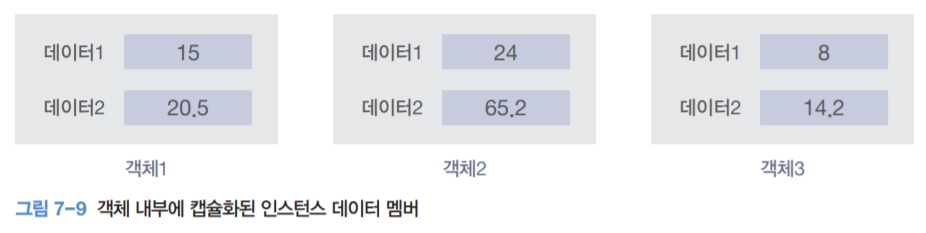 데이터1 15 데이터1 24 데이터1 8
데이터2 20.5 데이터2 65.2 데이터2 14.2
객체1 객체2 객체3
그림 7-9 객체 내부에 캡슐화된 인스턴스 데이터 멤버